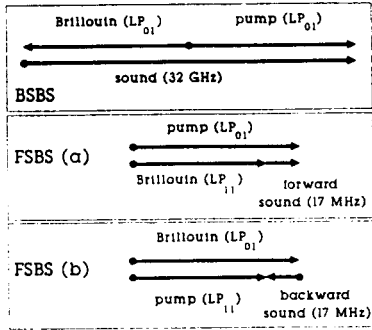 Brillouin (LP₀₁) pump (LP₀₁)
sound (32 GHz)
BSBS
pump (LP₀₁)
FSBS (a)
Brillouin (LP₁₁) forward
sound (17 MHz)
Brillouin (LP₀₁)
FSBS (b)
pump (LP₁₁) backward
sound (17 MHz)